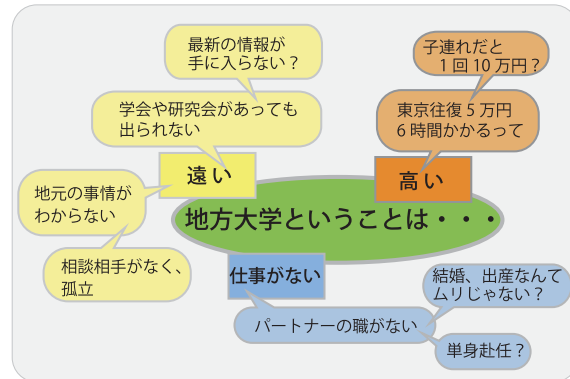 最新の情報が
手に入らない？
子連れだと
1回10万円？
学会や研究会があっても
出られない
東京往復5万円
6時間かかるって
遠い
高い
地元の事情が
わからない
地方大学ということは・・・
相談相手がなく、
孤立
仕事がない
結婚、出産なんて
ムリじゃない？
パートナーの職がない
単身赴任？